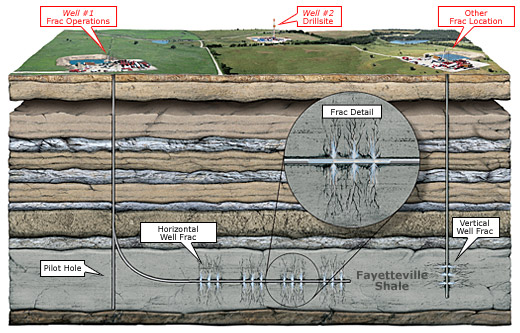 Well #1
Frac Operations
Well #2
Drillsite
Other
Frac Location
Frac Detail
Horizontal
Well Frac
Vertical
Well Frac
Pilot Hole
Fayetteville
Shale